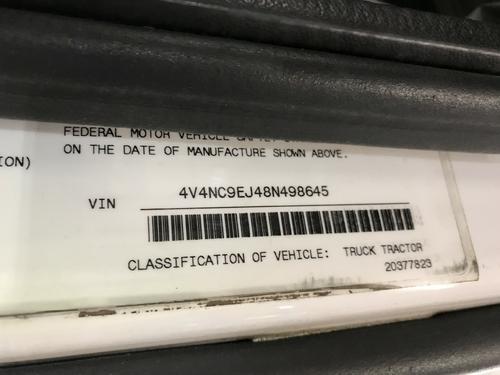 FEDERAL MOTOR VEHICLE
ON THE DATE OF MANUFACTURE SHOWN ABOVE.
ION)
VIN 4V4NC9EJ48N498645
CLASSIFICATION OF VEHICLE: TRUCK TRACTOR
20377823